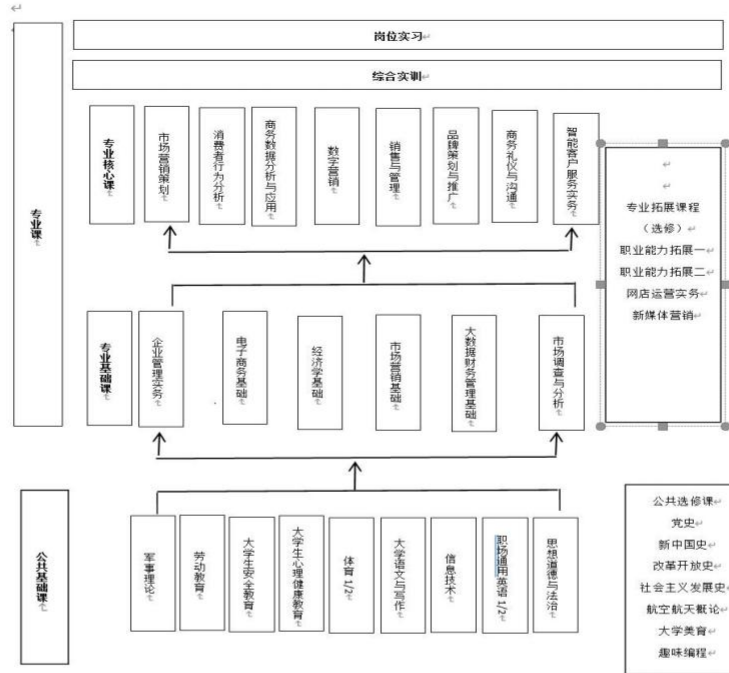 岗位实习
综合实训
专业课
专业核心课
市场营销策划
消费者行为分析
商务数据分析与应用
数字营销
销售与管理
品牌策划与推广
商务礼仪与沟通
智能客户服务实务
专业拓展课程
（选修）
职业能力拓展一
职业能力拓展二
网店运营实务
新媒体营销
专业基础课
企业管理实务
电子商务基础
经济学基础
市场营销基础
大数据财务管理基础
市场调查与分析
公共基础课
军事理论
劳动教育
大学生安全教育
大学生心理健康教育
体育 1/2
大学语文与写作
信息技术
职场通用英语 1/2
思想道德与法治
公共选修课
党史
新中国史
改革开放史
社会主义发展史
航空航天概论
大学美育
趣味编程